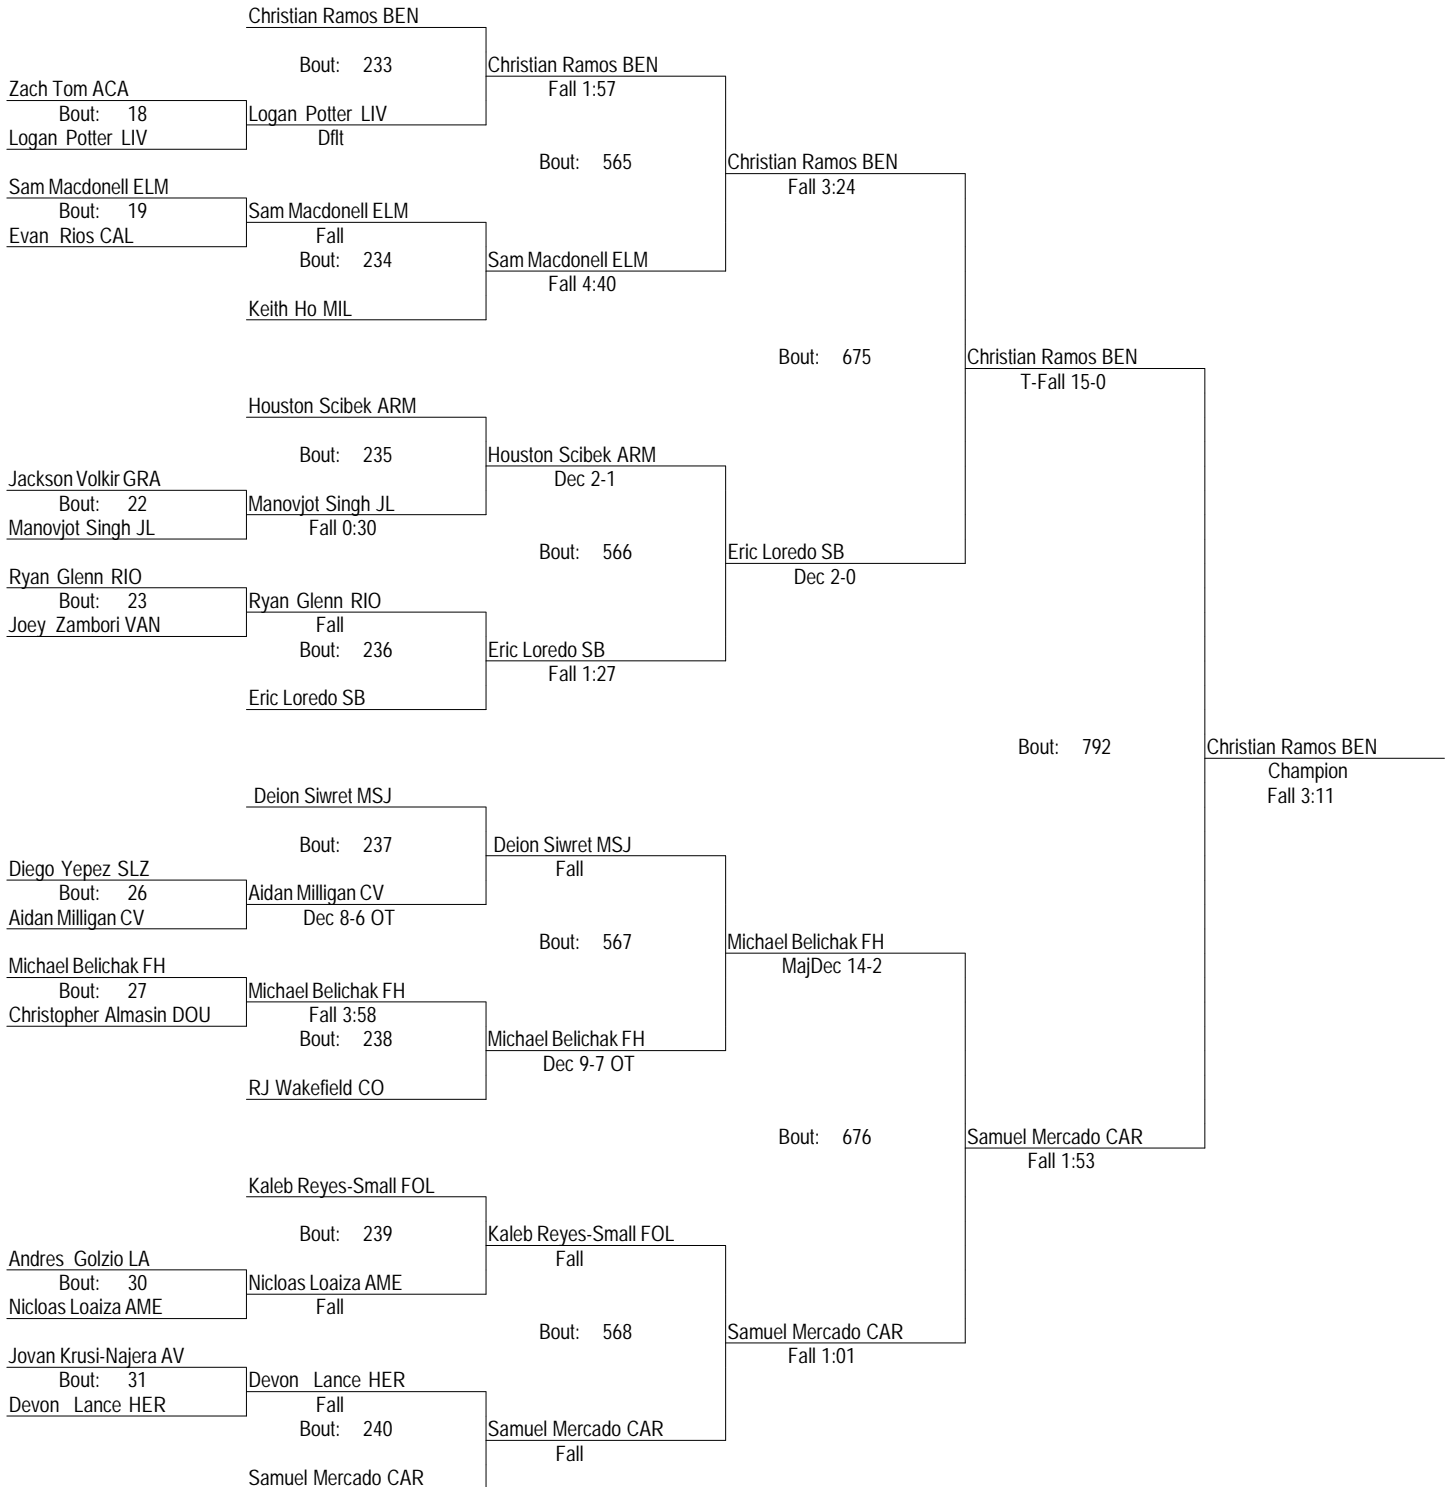 Christian Ramos BEN
Bout: 233
Christian Ramos BEN
Fall 1:57
Zach Tom ACA
Bout: 18
Logan Potter LIV
Logan Potter LIV
Dflt
Bout: 565
Christian Ramos BEN
Fall 3:24
Sam Macdonell ELM
Bout: 19
Evan Rios CAL
Sam Macdonell ELM
Fall
Bout: 234
Sam Macdonell ELM
Fall 4:40
Keith Ho MIL
Bout: 675
Christian Ramos BEN
T-Fall 15-0
Houston Scibek ARM
Bout: 235
Houston Scibek ARM
Dec 2-1
Jackson Volkir GRA
Bout: 22
Manovjot Singh JL
Manovjot Singh JL
Fall 0:30
Bout: 566
Eric Loredo SB
Dec 2-0
Ryan Glenn RIO
Bout: 23
Joey Zambori VAN
Ryan Glenn RIO
Fall
Bout: 236
Eric Loredo SB
Fall 1:27
Eric Loredo SB
Bout: 792
Christian Ramos BEN
Champion
Fall 3:11
Deion Siwret MSJ
Bout: 237
Deion Siwret MSJ
Fall
Diego Yepez SLZ
Bout: 26
Aidan Milligan CV
Aidan Milligan CV
Dec 8-6 OT
Bout: 567
Michael Belichak FH
MajDec 14-2
Michael Belichak FH
Bout: 27
Christopher Almasin DOU
Michael Belichak FH
Fall 3:58
Bout: 238
Michael Belichak FH
Dec 9-7 OT
RJ Wakefield CO
Bout: 676
Samuel Mercado CAR
Fall 1:53
Kaleb Reyes-Small FOL
Bout: 239
Kaleb Reyes-Small FOL
Fall
Andres Golzio LA
Bout: 30
Nicloas Loaiza AME
Nicloas Loaiza AME
Fall
Bout: 568
Samuel Mercado CAR
Fall 1:01
Jovan Krusi-Najera AV
Bout: 31
Devon Lance HER
Devon Lance HER
Fall
Bout: 240
Samuel Mercado CAR
Fall
Samuel Mercado CAR